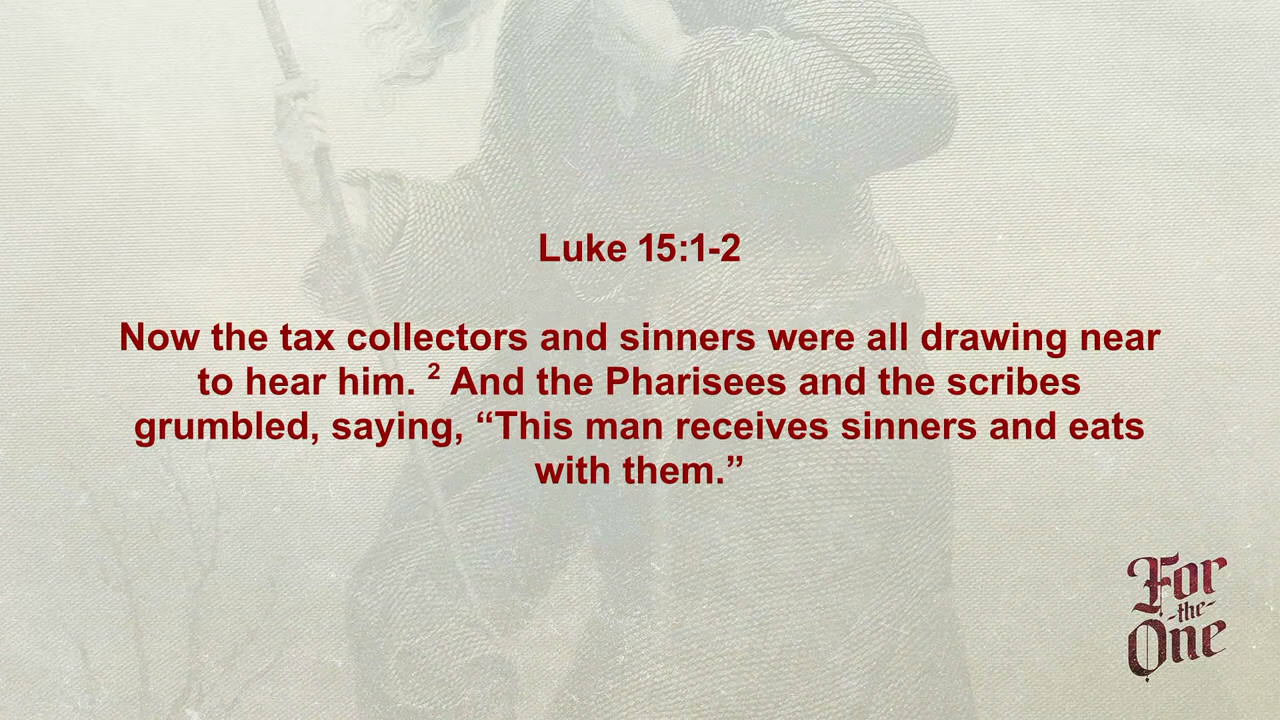 Luke 15:1-2
Now the tax collectors and sinners were all drawing near
to hear him. ² And the Pharisees and the scribes
grumbled, saying, “This man receives sinners and eats
with them.”
For
-the-
One